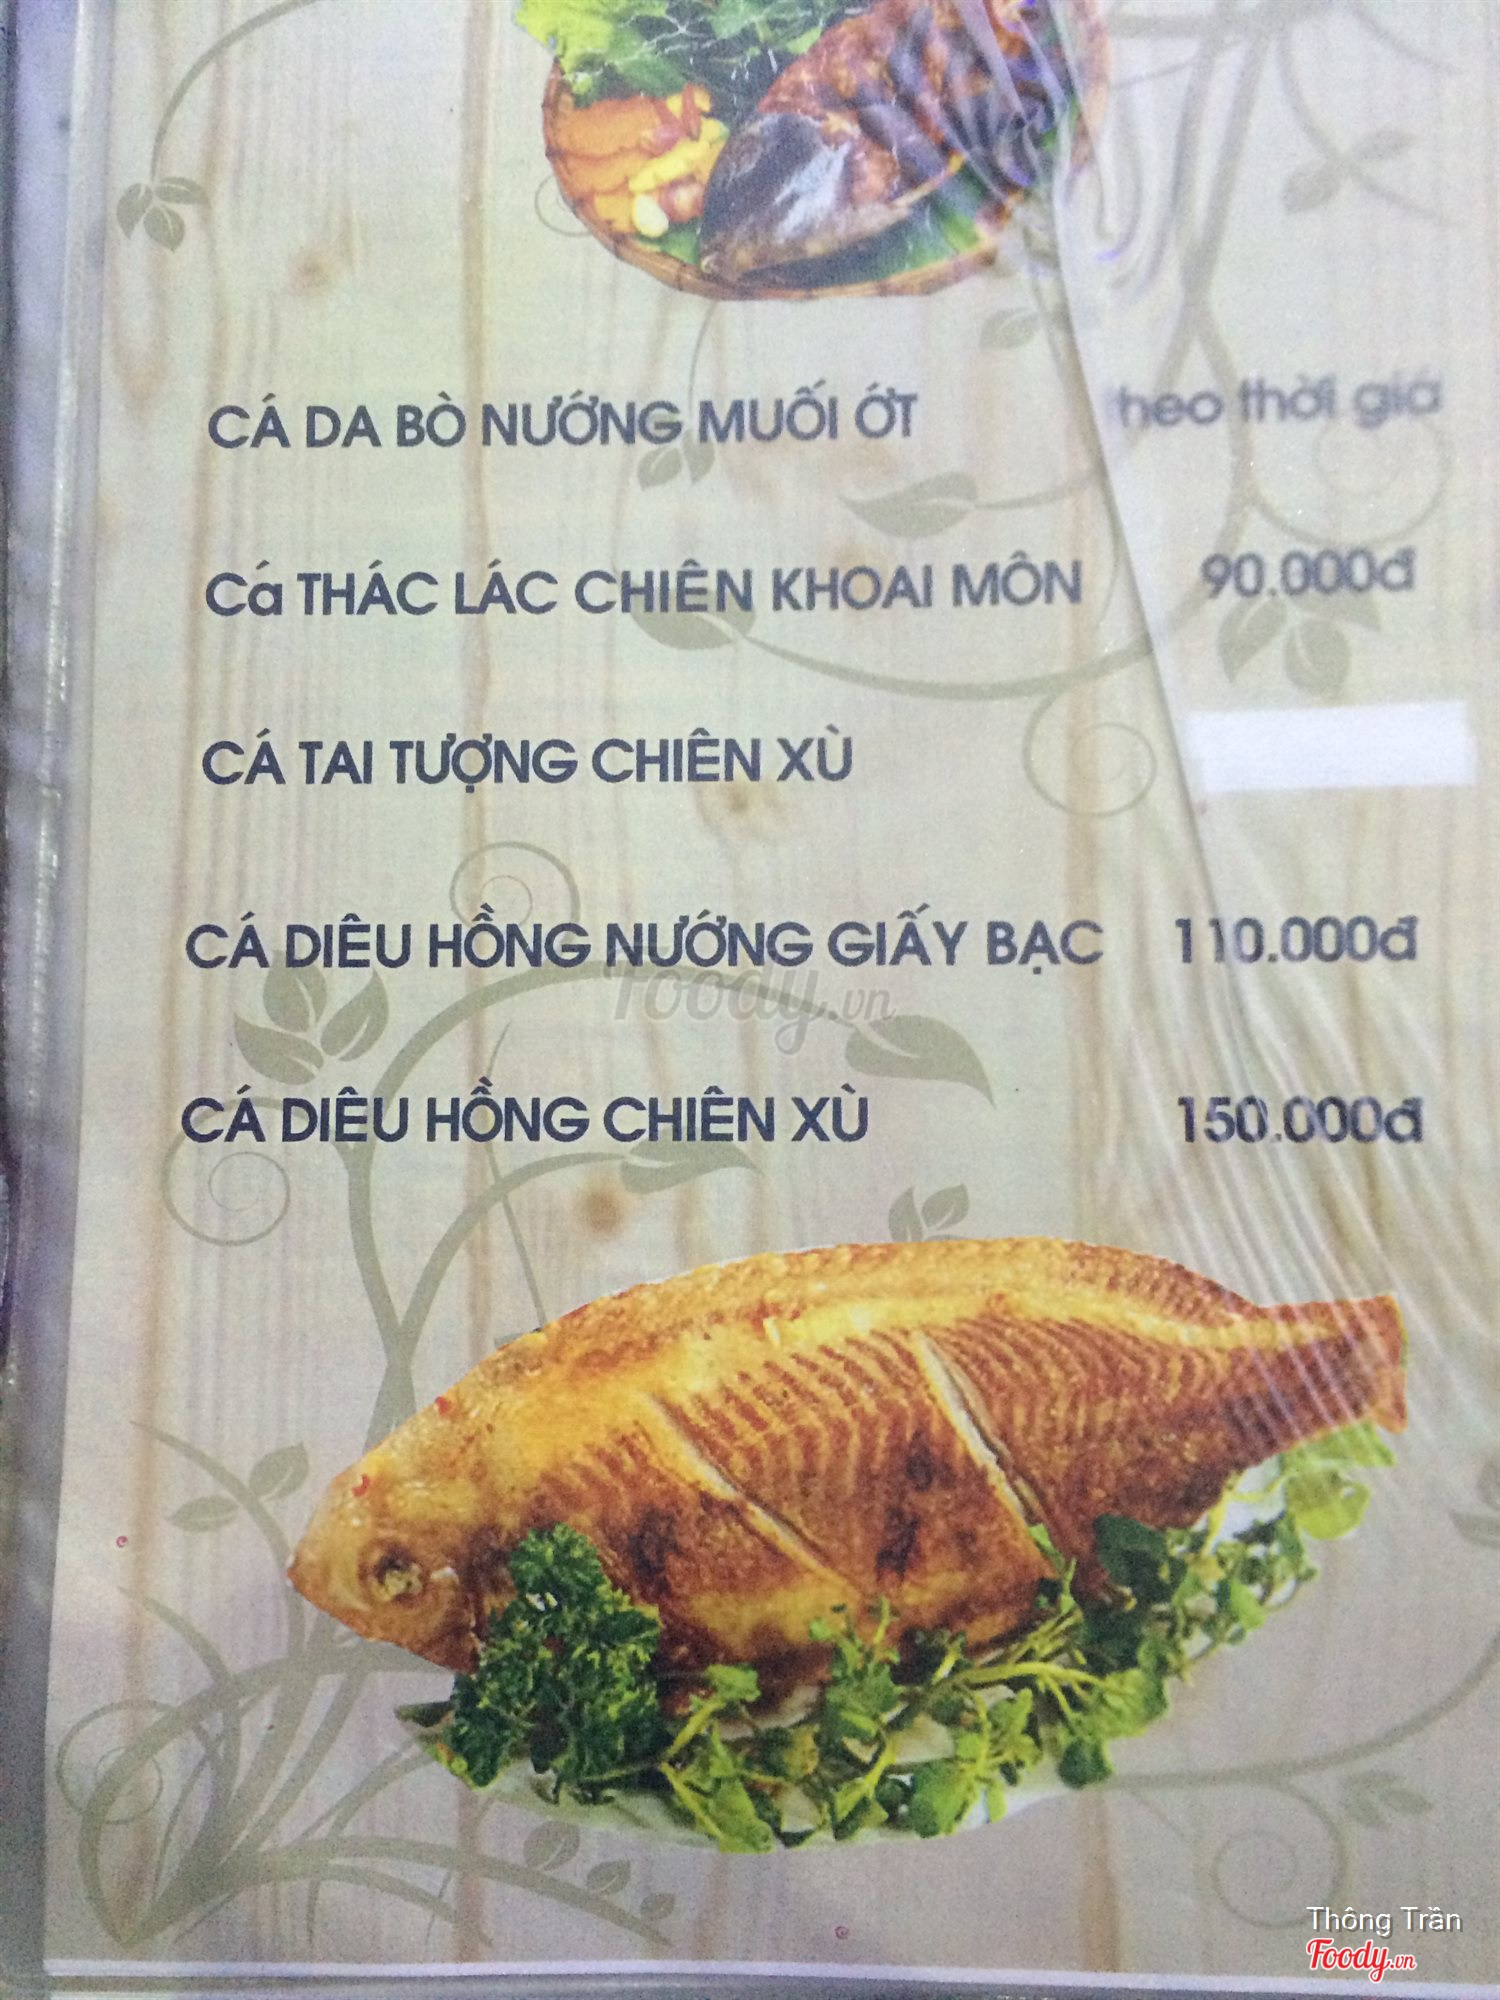 CÁ DA BÒ NƯỚNG MUỐI ỚT heo thời giá
Cá THÁC LÁC CHIÊN KHOAI MÔN 90.000đ
CÁ TAI TƯỢNG CHIÊN XÙ
CÁ DIÊU HỒNG NƯỚNG GIẤY BẠC 110.000đ
Foody.vn
CÁ DIÊU HỒNG CHIÊN XÙ 150.000đ
Thông Trần
Foody.vn